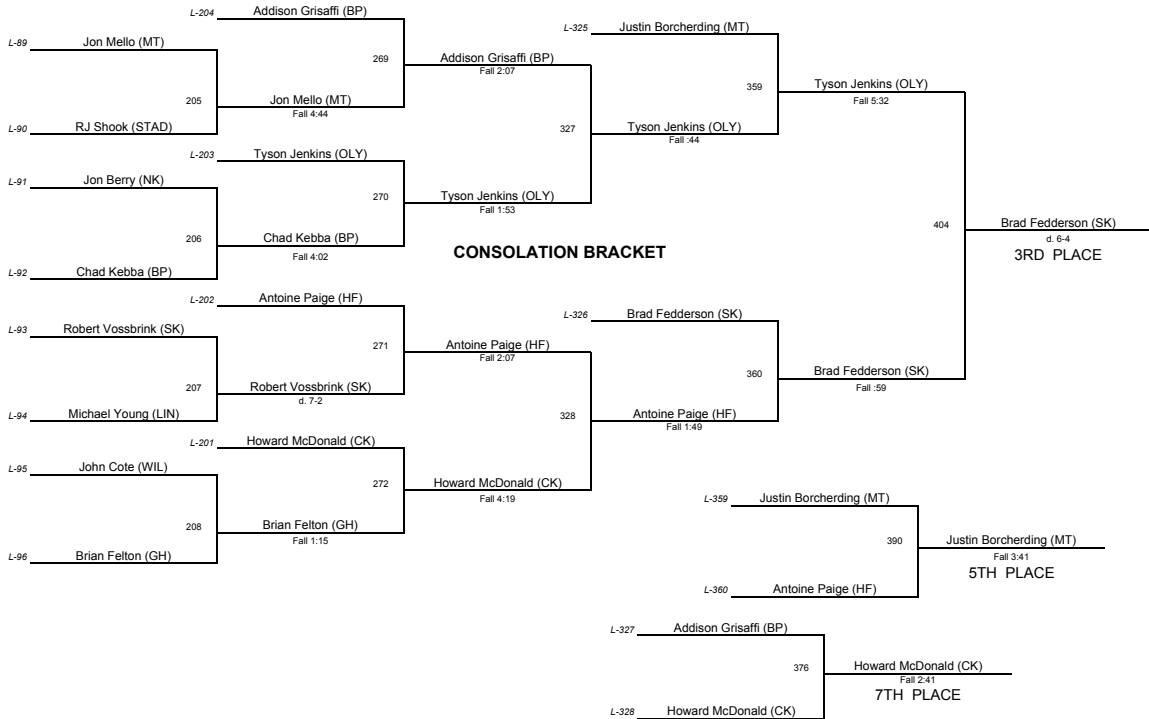 L-204 Addison Grisaffi (BP)
L-89 Jon Mello (MT)
269
Addison Grisaffi (BP)
Fall 2:07
205
Jon Mello (MT)
Fall 4:44
L-90 RJ Shook (STAD)
L-203 Tyson Jenkins (OLY)
L-91 Jon Berry (NK)
270
Tyson Jenkins (OLY)
Fall 1:53
206
Chad Kebba (BP)
Fall 4:02
L-92 Chad Kebba (BP)
327
Tyson Jenkins (OLY)
Fall :44
L-325 Justin Borcherding (MT)
359
Tyson Jenkins (OLY)
Fall 5:32
CONSOLATION BRACKET
404
Brad Fedderson (SK)
d. 6-4
3RD PLACE
L-202 Antoine Paige (HF)
L-93 Robert Vossbrink (SK)
271
Antoine Paige (HF)
Fall 2:07
207
Robert Vossbrink (SK)
d. 7-2
L-94 Michael Young (LIN)
L-201 Howard McDonald (CK)
L-95 John Cote (WIL)
272
Howard McDonald (CK)
Fall 4:19
208
Brian Felton (GH)
Fall 1:15
L-96 Brian Felton (GH)
328
Antoine Paige (HF)
Fall 1:49
L-326 Brad Fedderson (SK)
360
Brad Fedderson (SK)
Fall :59
L-359 Justin Borcherding (MT)
390
Justin Borcherding (MT)
Fall 3:41
5TH PLACE
L-360 Antoine Paige (HF)
L-327 Addison Grisaffi (BP)
376
Howard McDonald (CK)
Fall 2:41
7TH PLACE
L-328 Howard McDonald (CK)